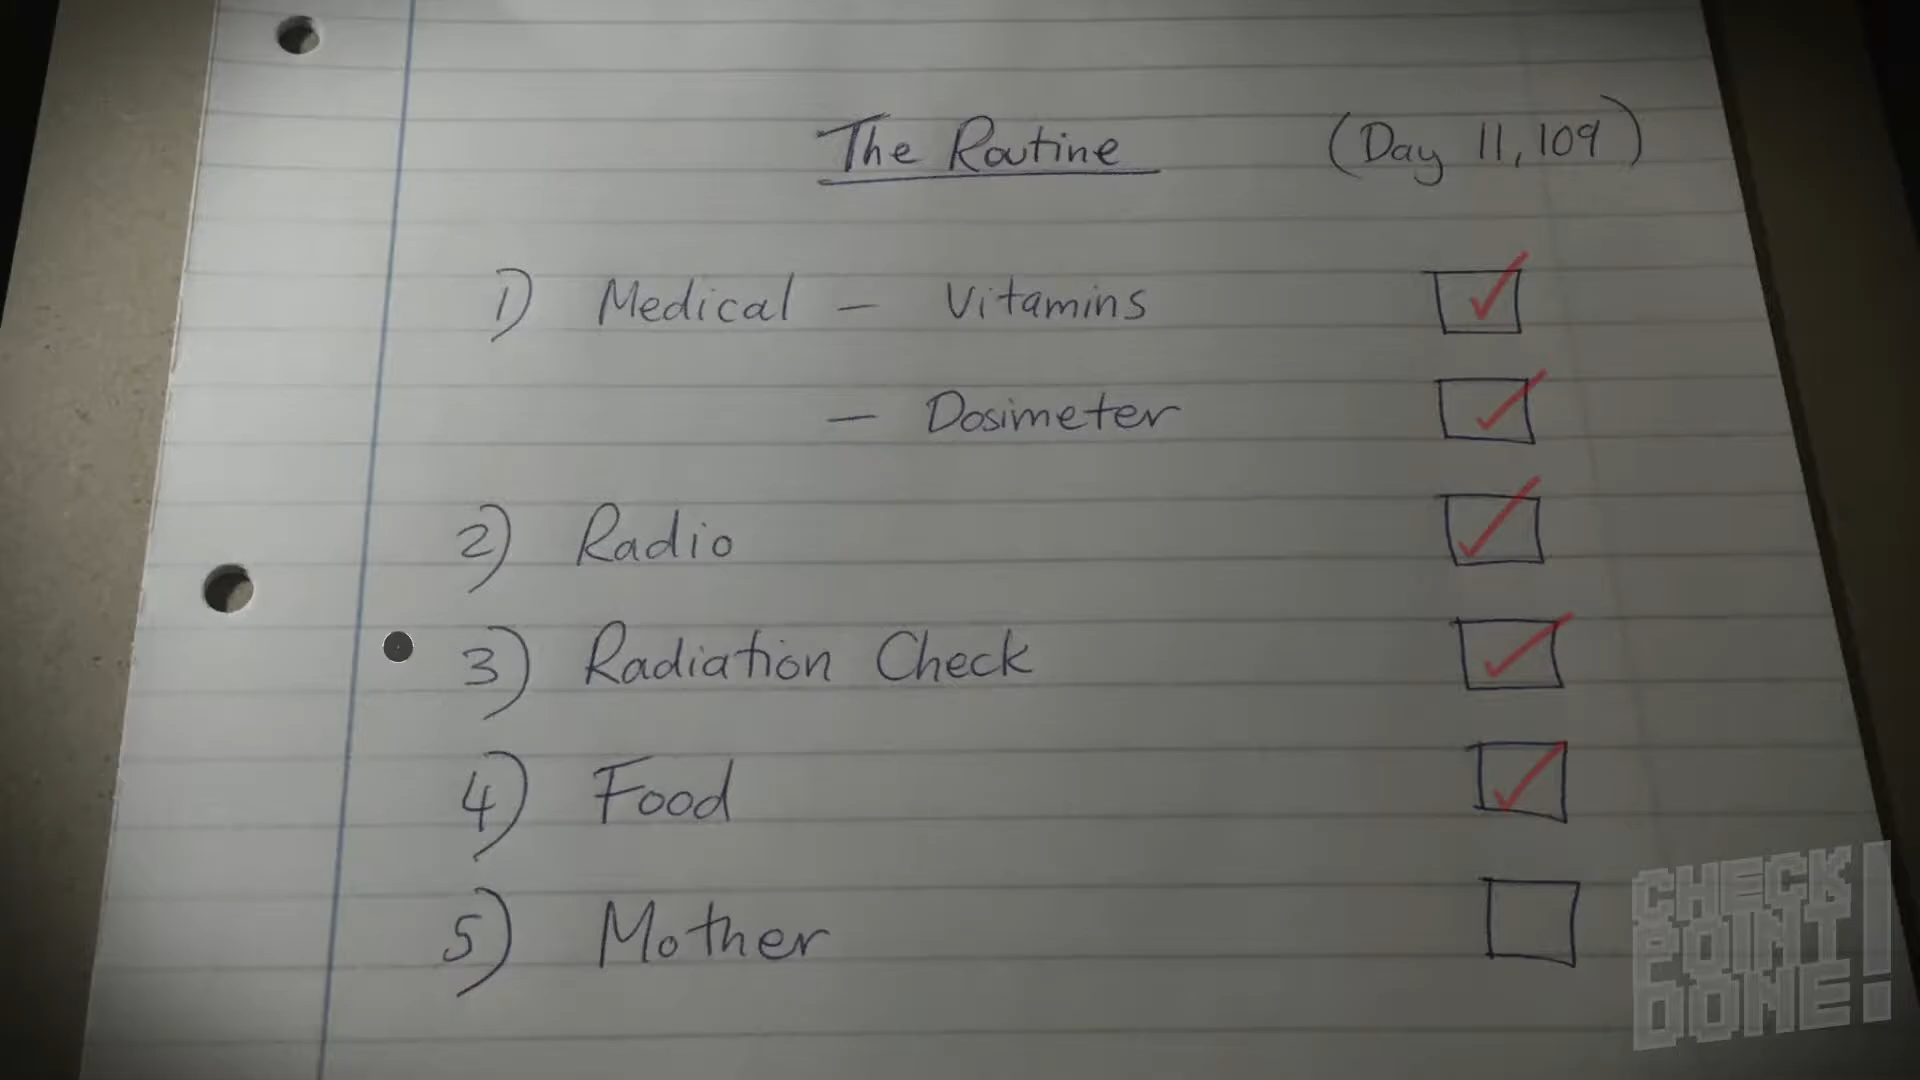 The Routine (Day 11,109)
1) Medical – Vitamins
– Dosimeter
2) Radio
3) Radiation Check
4) Food
5) Mother
CHECK
POINT
DONE!